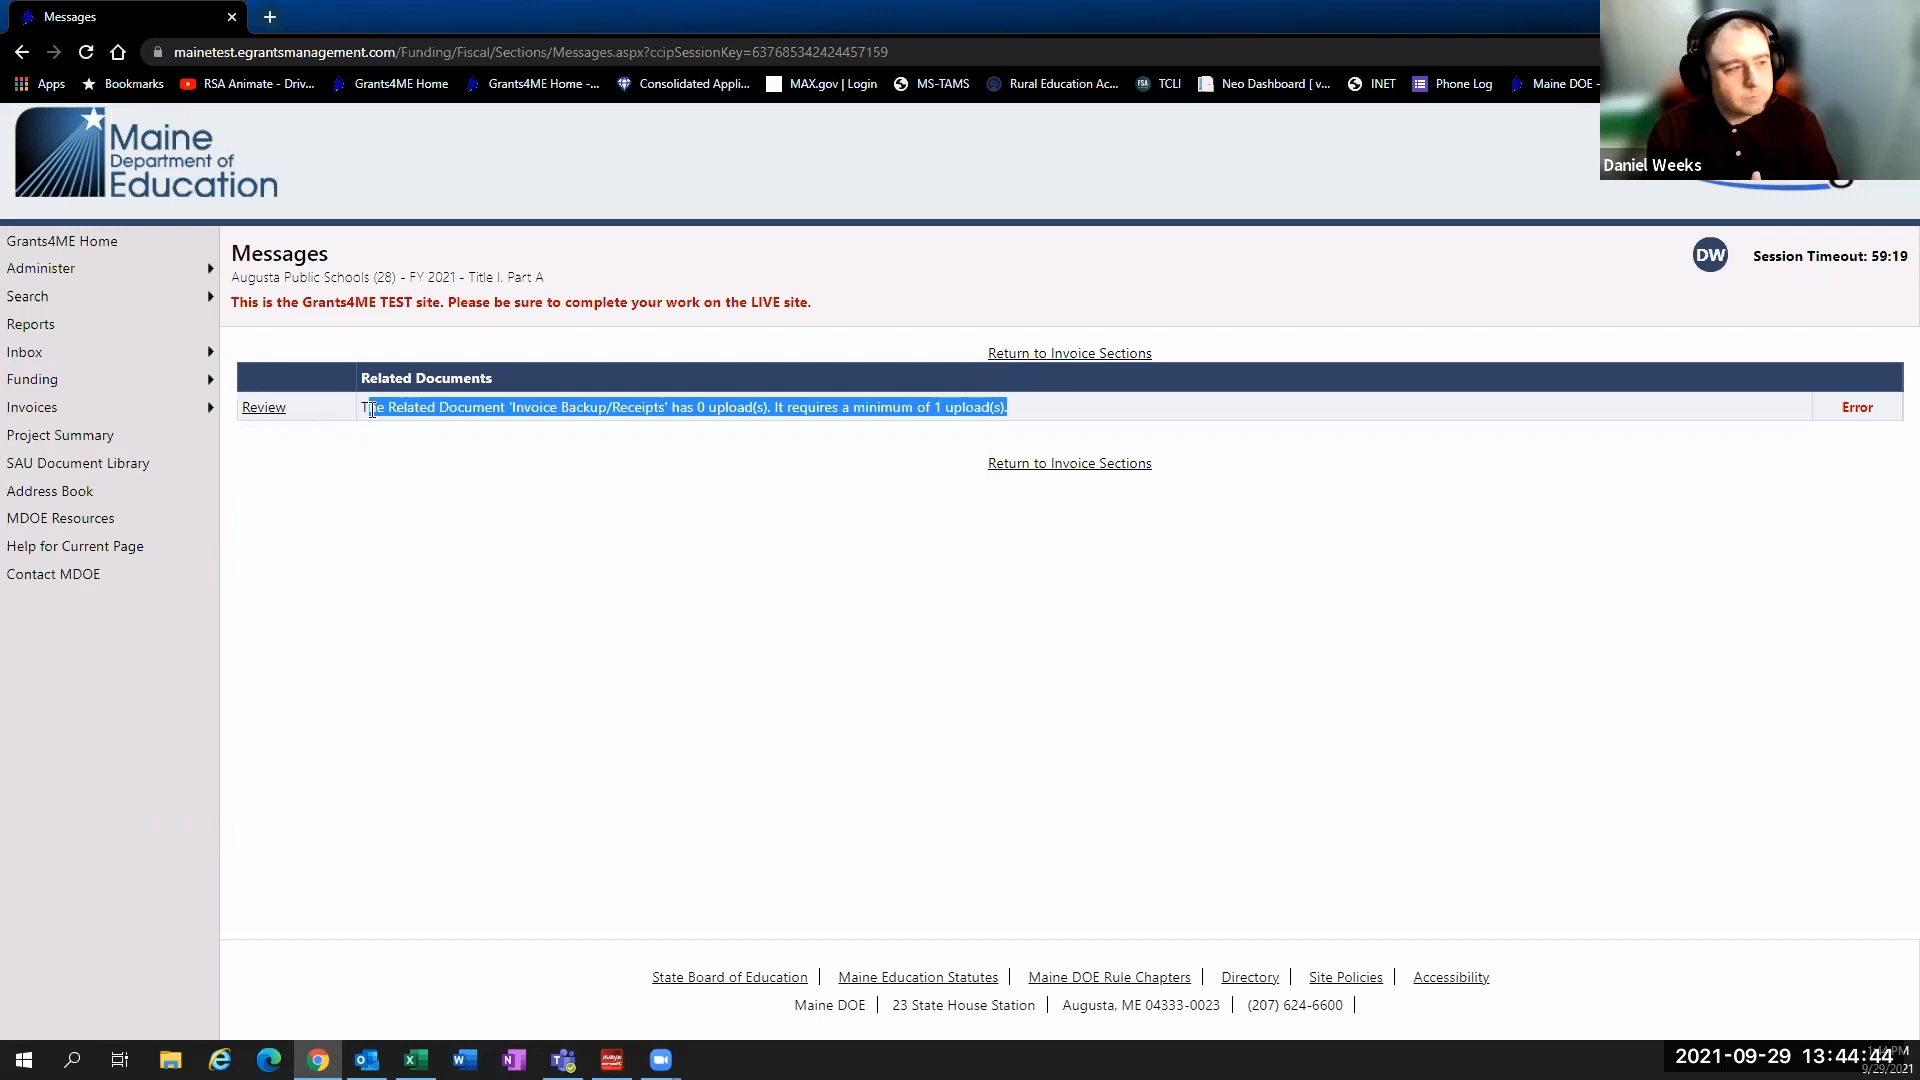 Messages
mainetest.egrantsmanagement.com/Funding/Fiscal/Sections/Messages.aspx?ccipSessionKey=637685342424457159
Apps Bookmarks RSA Animate - Driv... Grants4ME Home Grants4ME Home -... Consolidated Appli... MAX.gov | Login MS-TAMS Rural Education Ac... FSA TCLI Neo Dashboard [ v... INET Phone Log Maine DOE -
Daniel Weeks
Maine
Department of
Education
Grants4ME Home
Administer
Search
Reports
Inbox
Funding
Invoices
Project Summary
SAU Document Library
Address Book
MDOE Resources
Help for Current Page
Contact MDOE
Messages
Augusta Public Schools (28) - FY 2021 - Title I, Part A
This is the Grants4ME TEST site. Please be sure to complete your work on the LIVE site.
DW Session Timeout: 59:19
Return to Invoice Sections
Related Documents
Review The Related Document 'Invoice Backup/Receipts' has 0 upload(s). It requires a minimum of 1 upload(s). Error
Return to Invoice Sections
State Board of Education | Maine Education Statutes | Maine DOE Rule Chapters | Directory | Site Policies | Accessibility
Maine DOE | 23 State House Station | Augusta, ME 04333-0023 | (207) 624-6600 |
2021-09-29 13:44:44
9/29/2021